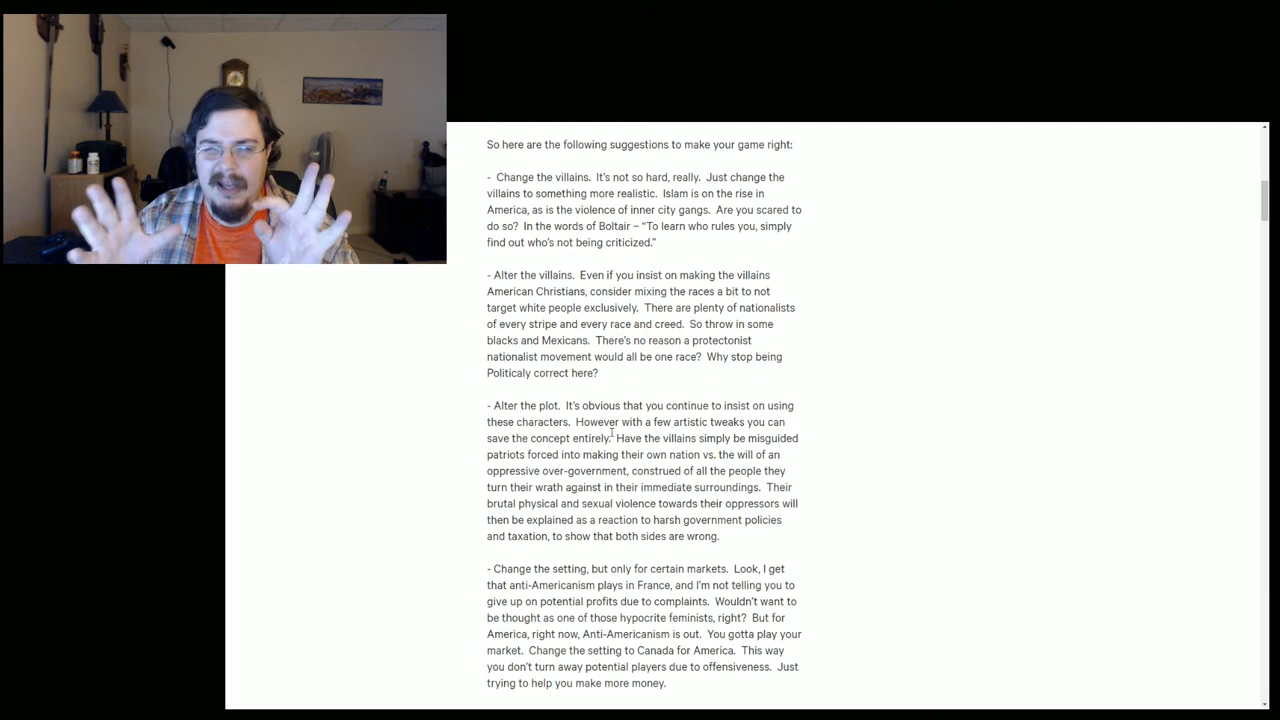 So here are the following suggestions to make your game right:
-  Change the villains.  It's not so hard, really.  Just change the
villains to something more realistic.  Islam is on the rise in
America, as is the violence of inner city gangs.  Are you scared to
do so?  In the words of Boltair – “To learn who rules you, simply
find out who's not being criticized.”
- Alter the villains.  Even if you insist on making the villains
American Christians, consider mixing the races a bit to not
target white people exclusively.  There are plenty of nationalists
of every stripe and every race and creed.  So throw in some
blacks and Mexicans.  There's no reason a protectonist
nationalist movement would all be one race?  Why stop being
Politicaly correct here?
- Alter the plot.  It's obvious that you continue to insist on using
these characters.  However with a few artistic tweaks you can
save the concept entirely.  Have the villains simply be misguided
patriots forced into making their own nation vs. the will of an
oppressive over-government, construed of all the people they
turn their wrath against in their immediate surroundings.  Their
brutal physical and sexual violence towards their oppressors will
then be explained as a reaction to harsh government policies
and taxation, to show that both sides are wrong.
- Change the setting, but only for certain markets.  Look, I get
that anti-Americanism plays in France, and I'm not telling you to
give up on potential profits due to complaints.  Wouldn't want to
be thought as one of those hypocrite feminists, right?  But for
America, right now, Anti-Americanism is out.  You gotta play your
market.  Change the setting to Canada for America.  This way
you don't turn away potential players due to offensiveness.  Just
trying to help you make more money.